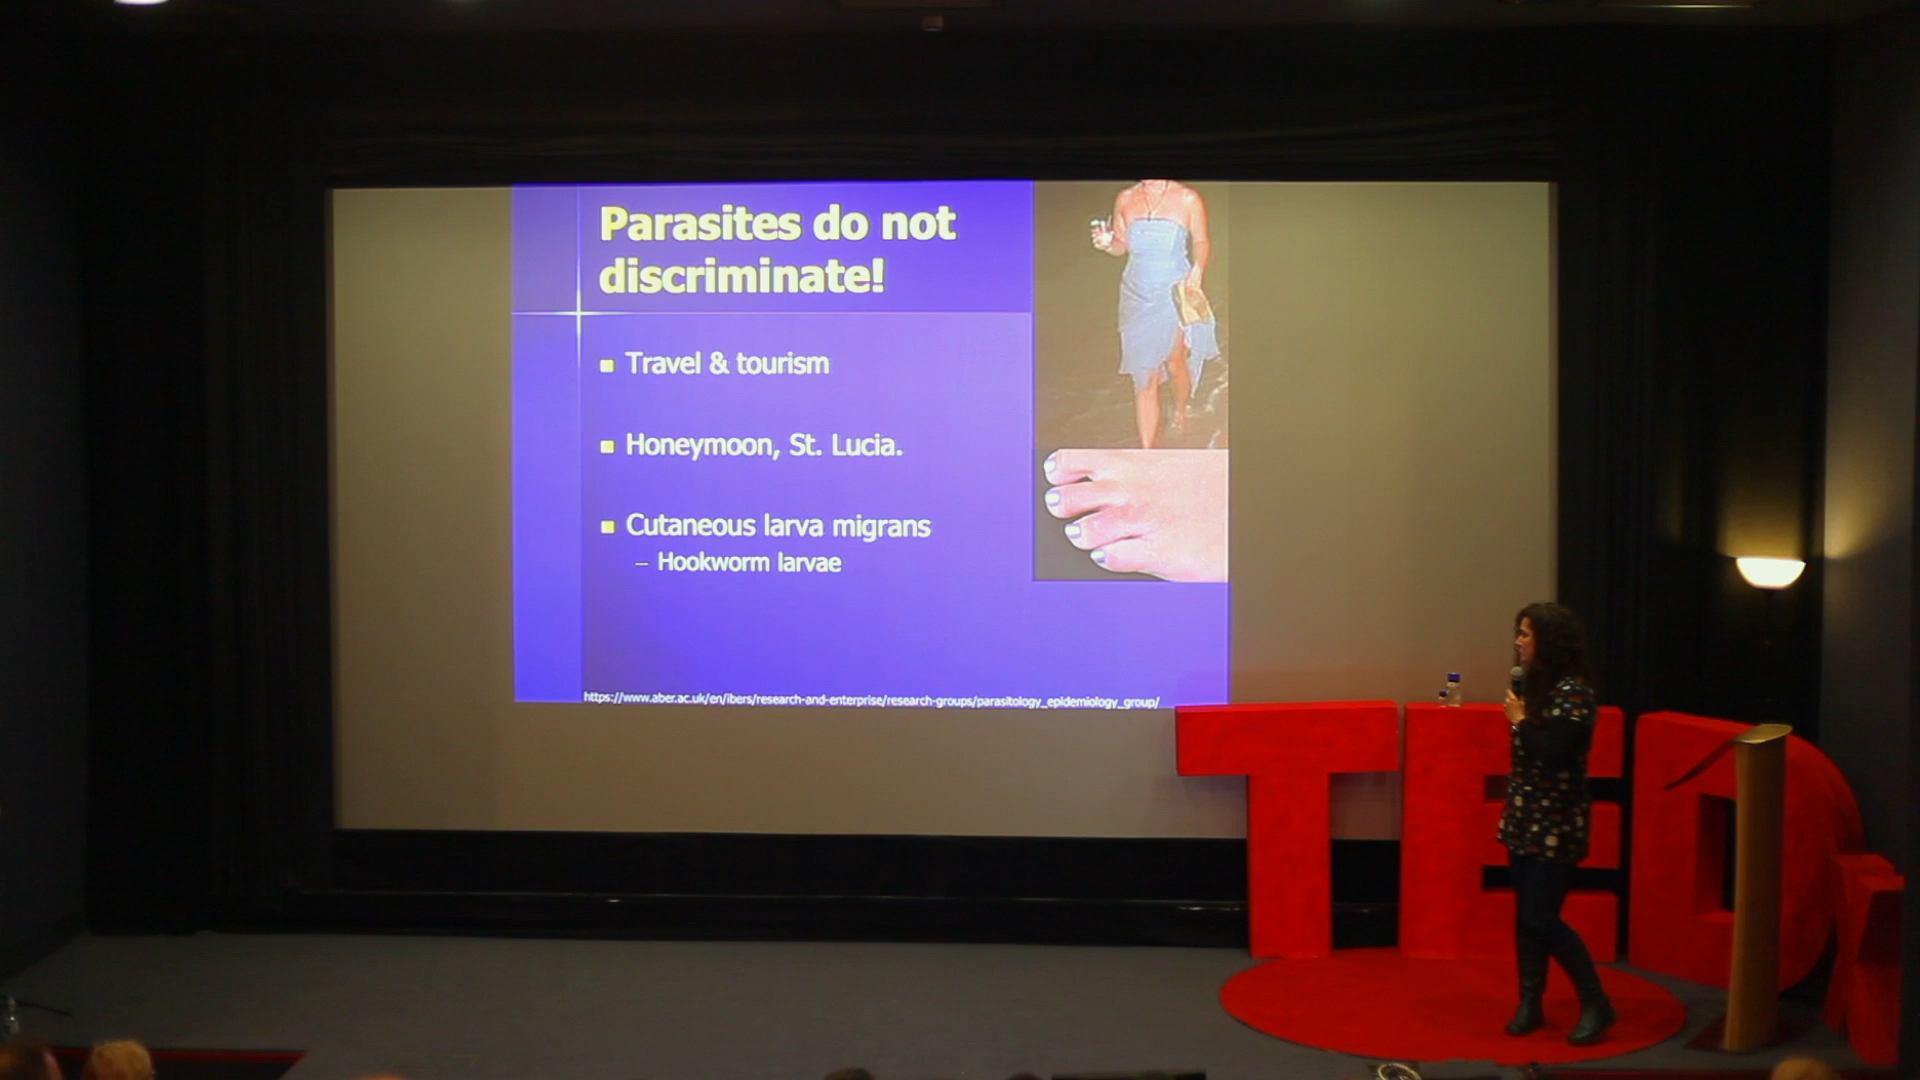 Parasites do not
discriminate!
Travel & tourism
Honeymoon, St. Lucia.
Cutaneous larva migrans
– Hookworm larvae
https://www.aber.ac.uk/en/ibers/research-and-enterprise/research-groups/parasitology_epidemiology_group/
TED